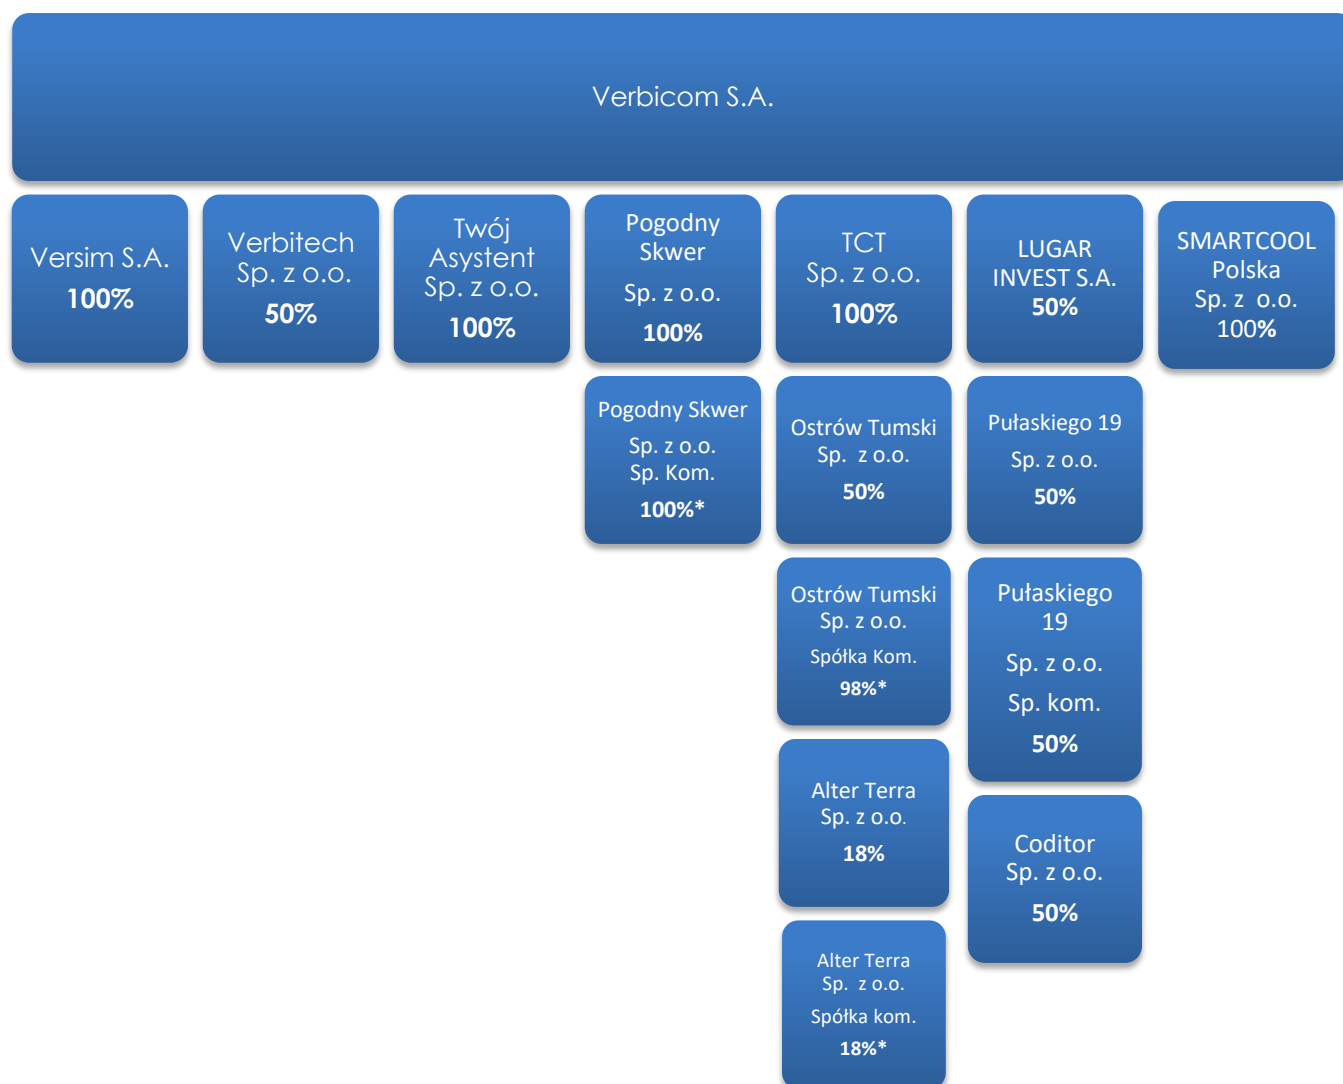 Verbicom S.A.
Versim S.A.
100%
Verbitech
Sp. z o.o.
50%
Twój
Asystent
Sp. z o.o.
100%
Pogodny
Skwer
Sp. z o.o.
100%
TCT
Sp. z o.o.
100%
LUGAR
INVEST S.A.
50%
SMARTCOOL
Polska
Sp. z o.o.
100%
Pogodny Skwer
Sp. z o.o.
Sp. Kom.
100%*
Ostrów Tumski
Sp. z o.o.
50%
Pułaskiego 19
Sp. z o.o.
50%
Ostrów Tumski
Sp. z o.o.
Spółka Kom.
98%*
Pułaskiego
19
Sp. z o.o.
Sp. kom.
50%
Alter Terra
Sp. z o.o.
18%
Coditor
Sp. z o.o.
50%
Alter Terra
Sp. z o.o.
Spółka kom.
18%*